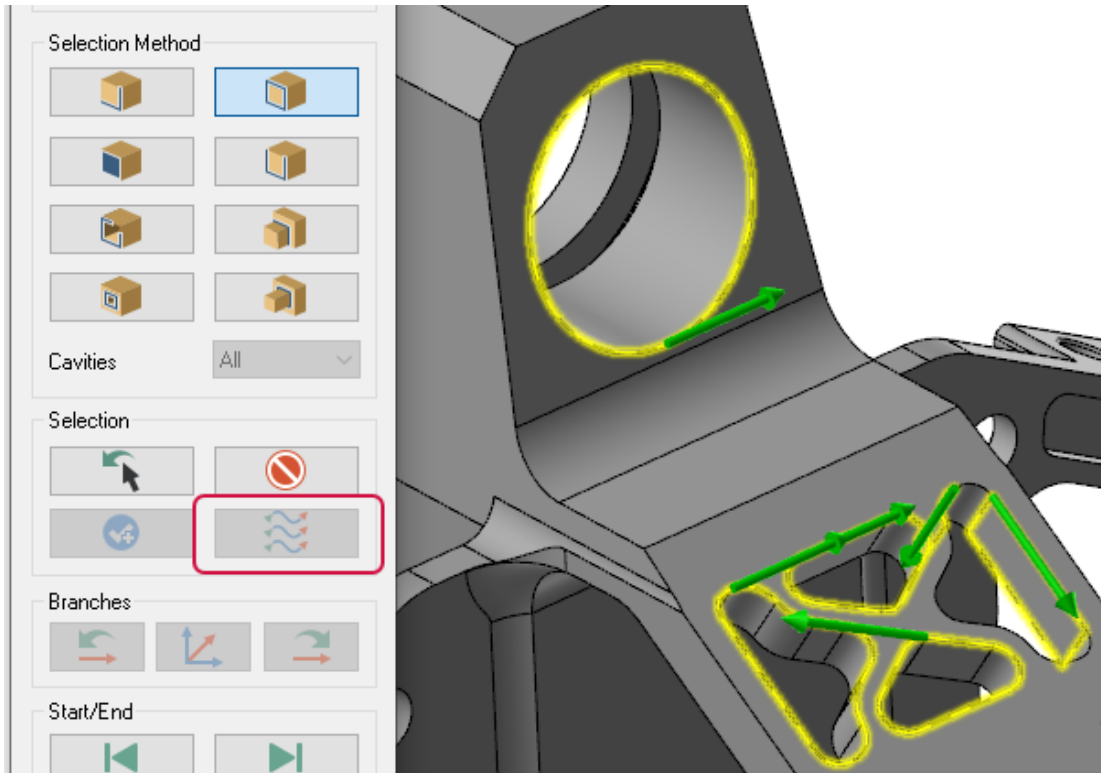 Selection Method
Cavities
All
Selection
Branches
Start/End